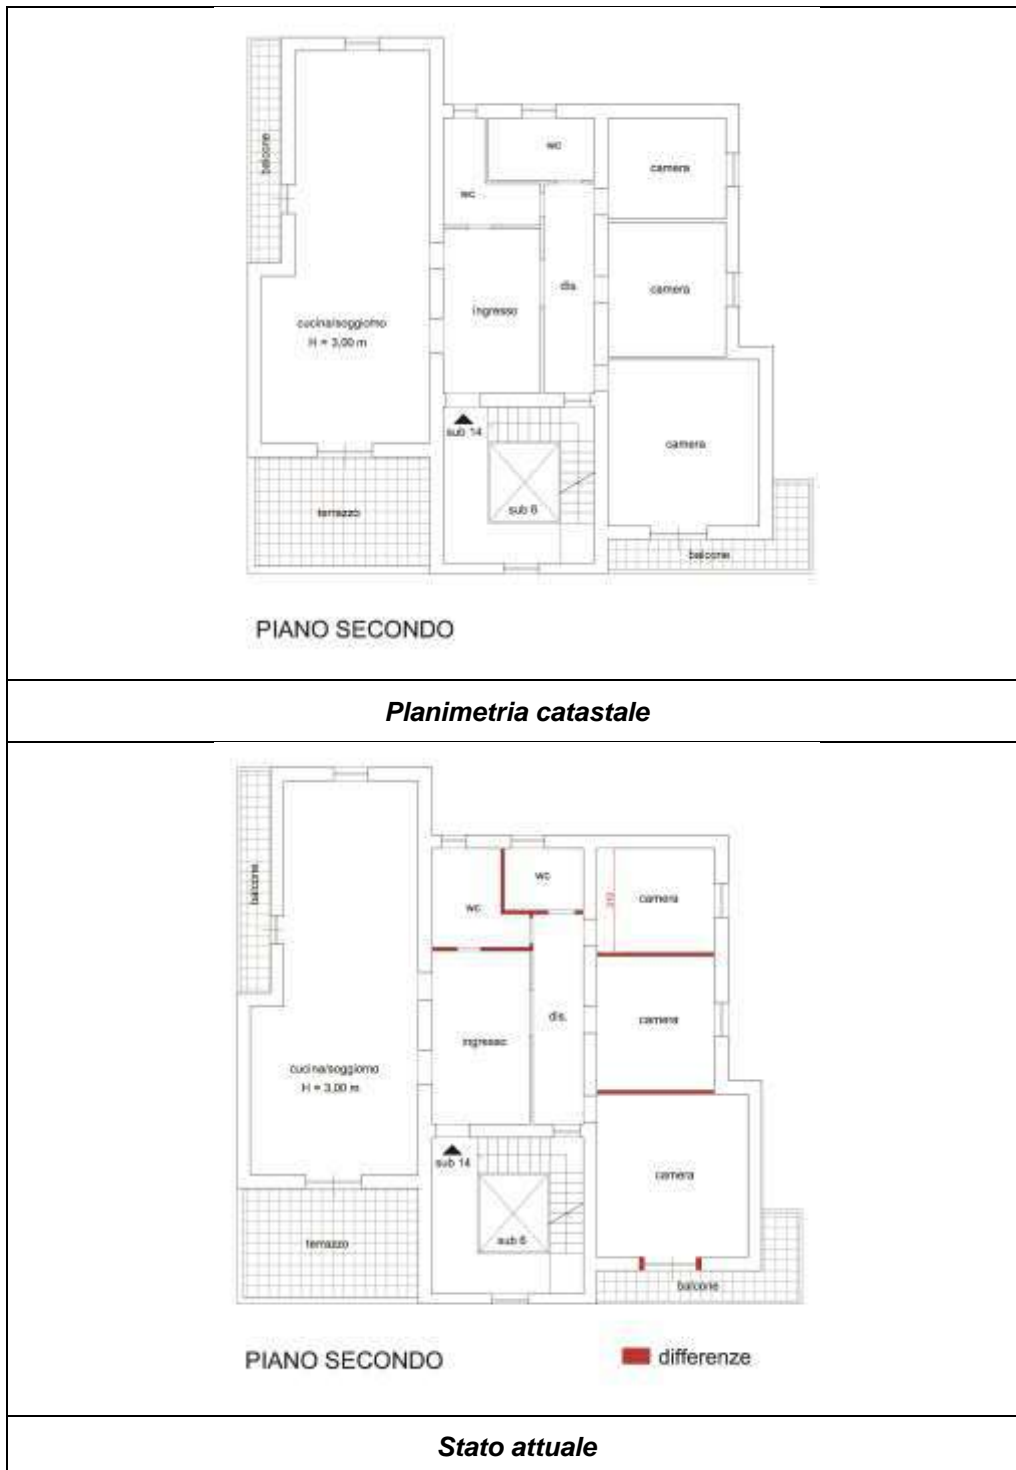 balcone
wc
camera
wc
dis.
camera
ingresso
cucina/soggiorno
H = 3,00 m
sub 14
camera
sub 6
terrazzo
balcone
PIANO SECONDO
Planimetria catastale
balcone
wc
wc
312
camera
dis.
camera
ingresso
cucina/soggiorno
H = 3,00 m
sub 14
camera
sub 6
terrazzo
balcone
PIANO SECONDO
differenze
Stato attuale